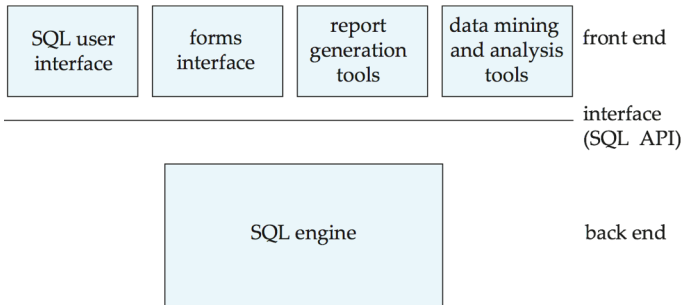 SQL user
interface
forms
interface
report
generation
tools
data mining
and analysis
tools
front end
interface
(SQL API)
SQL engine
back end